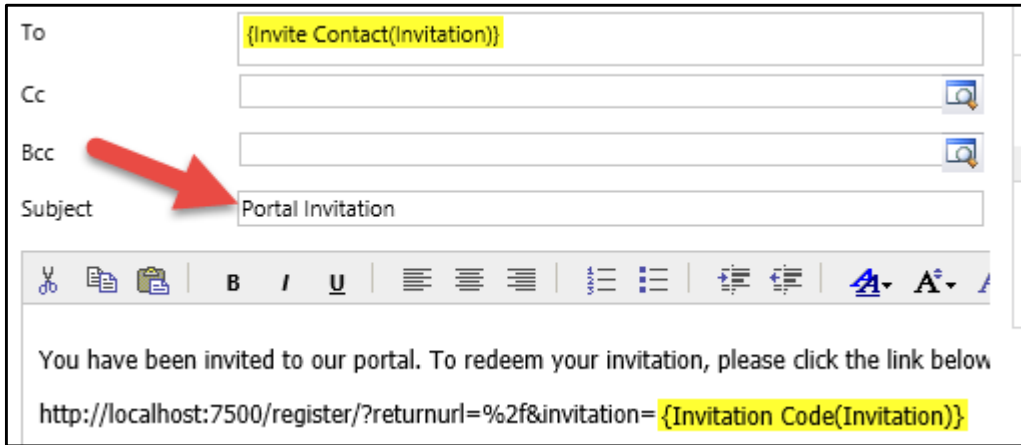 To {Invite Contact(Invitation)}
Cc
Bcc
Subject Portal Invitation
B I U A A
You have been invited to our portal. To redeem your invitation, please click the link below
http://localhost:7500/register/?returnurl=%2f&invitation= {Invitation Code(Invitation)}